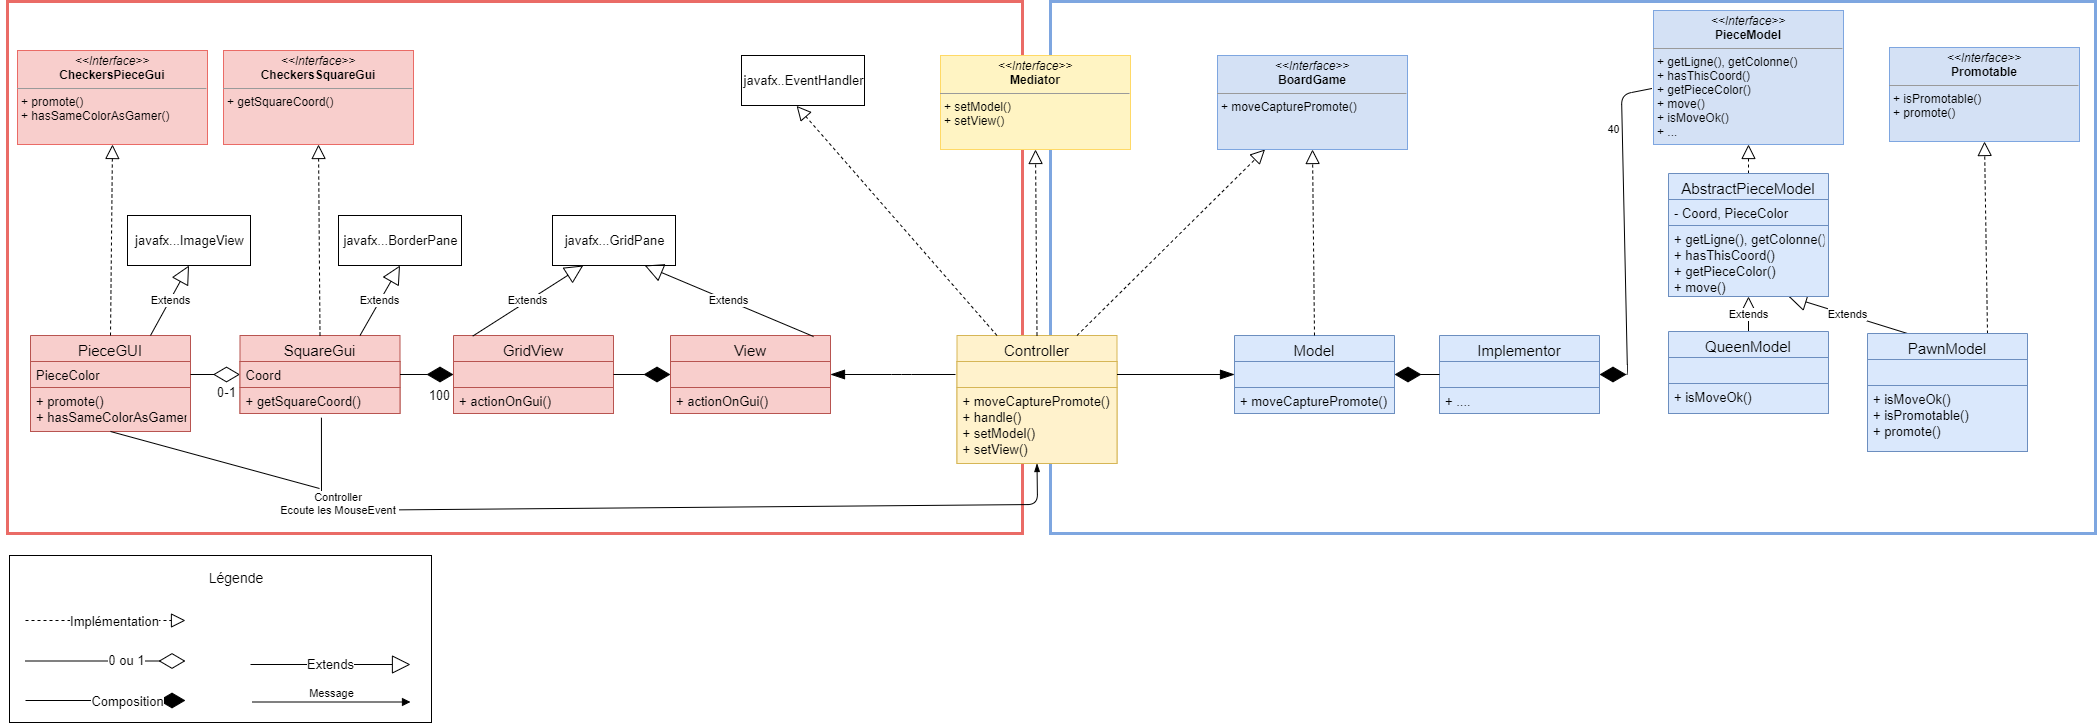 <<Interface>>
CheckersPieceGui
+ promote()
+ hasSameColorAsGamer()
<<Interface>>
CheckersSquareGui
+ getSquareCoord()
javafx..EventHandler
<<Interface>>
Mediator
+ setModel()
+ setView()
<<Interface>>
BoardGame
+ moveCapturePromote()
<<Interface>>
PieceModel
+ getLigne(), getColonne()
+ hasThisCoord()
+ getPieceColor()
+ move()
+ isMoveOk()
+ ...
<<Interface>>
Promotable
+ isPromotable()
+ promote()
40
AbstractPieceModel
- Coord, PieceColor
+ getLigne(), getColonne()
+ hasThisCoord()
+ getPieceColor()
+ move()
javafx...ImageView
javafx...BorderPane
javafx...GridPane
Extends
Extends
Extends
Extends
Extends
Extends
PieceGUI
PieceColor
+ promote()
+ hasSameColorAsGamer
0-1
SquareGui
Coord
+ getSquareCoord()
100
GridView
+ actionOnGui()
View
+ actionOnGui()
Controller
+ moveCapturePromote()
+ handle()
+ setModel()
+ setView()
Model
+ moveCapturePromote()
Implementor
+ ....
QueenModel
+ isMoveOk()
PawnModel
+ isMoveOk()
+ isPromotable()
+ promote()
Controller
Ecoute les MouseEvent
Légende
Implémentation
0 ou 1
Composition
Extends
Message